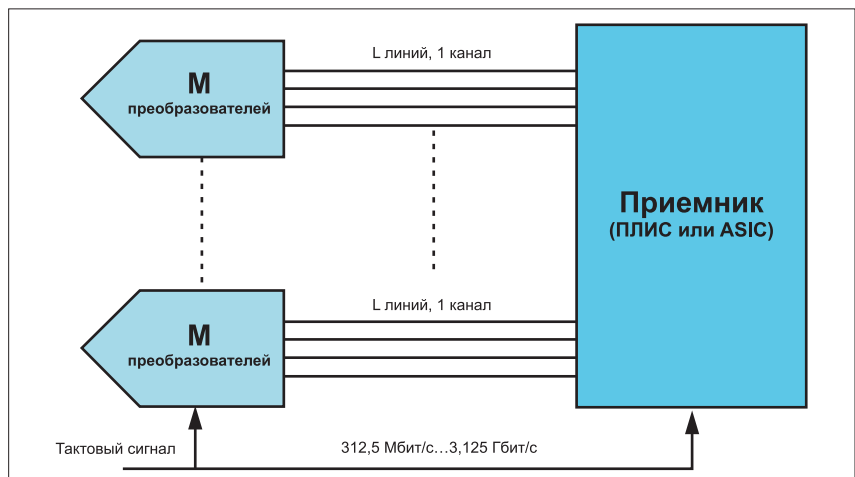 L линий, 1 канал
М
преобразователей
Приемник
(ПЛИС или ASIC)
L линий, 1 канал
М
преобразователей
Тактовый сигнал
312,5 Мбит/с...3,125 Гбит/с